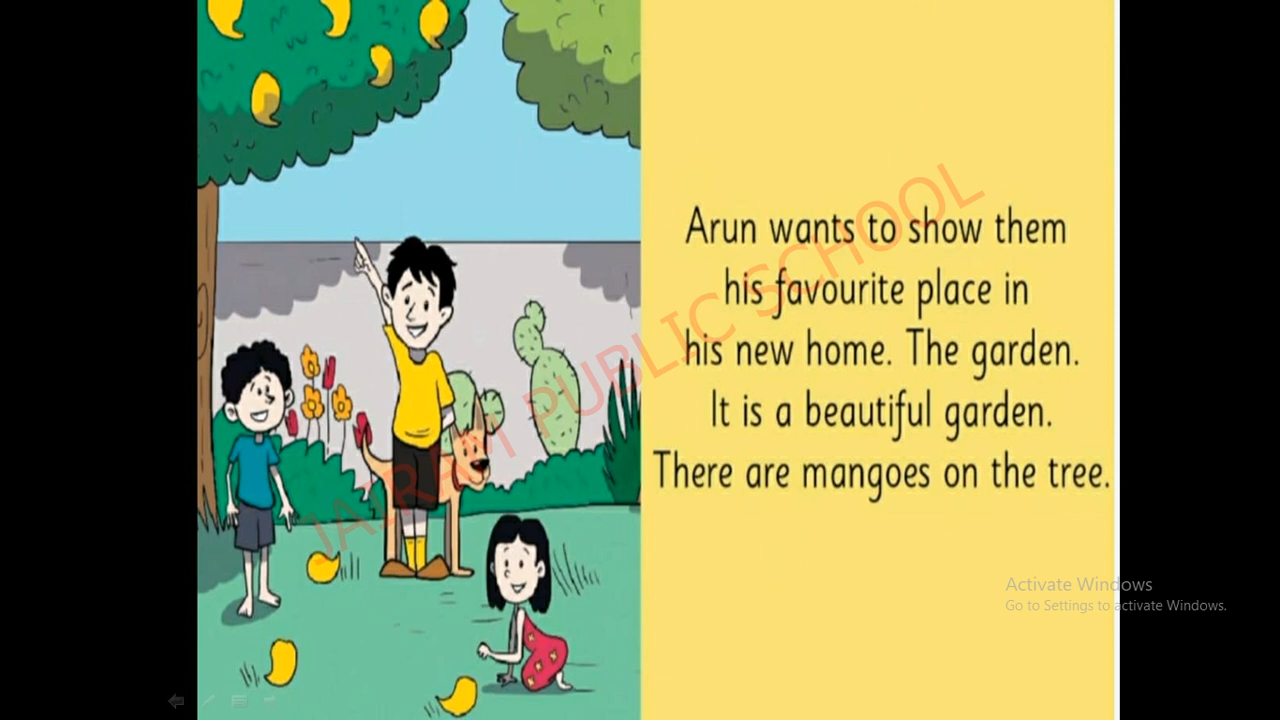 Arun wants to show them
his favourite place in
his new home. The garden.
It is a beautiful garden.
There are mangoes on the tree.
JAIRAM PUBLIC SCHOOL
Activate Windows
Go to Settings to activate Windows.